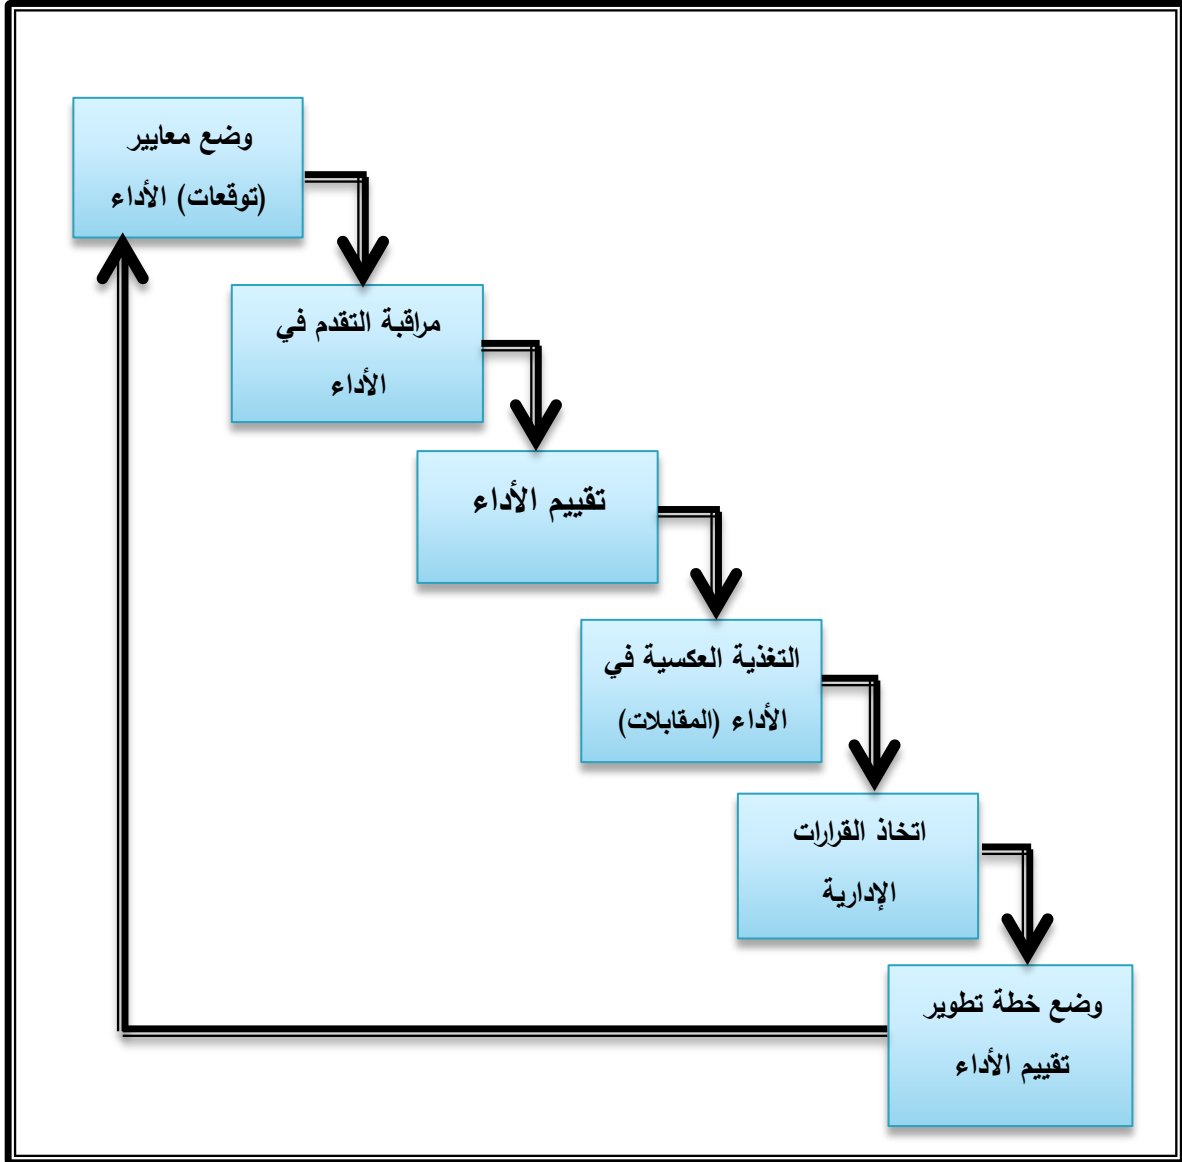 وضع معايير
(توقعات) الأداء
مراقبة التقدم في
الأداء
تقييم الأداء
التغذية العكسية في
الأداء (المقابلات)
اتخاذ القرارات
الإدارية
وضع خطة تطوير
تقييم الأداء